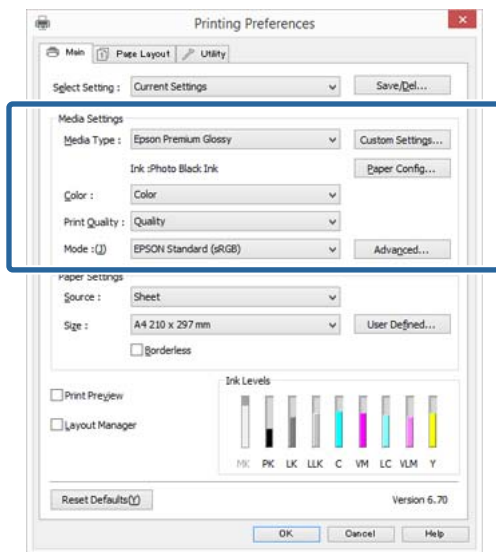 Printing Preferences
Main Page Layout Utility
Select Setting : Current Settings Save/Del...
Media Settings
Media Type : Epson Premium Glossy Custom Settings...
Ink :Photo Black Ink Paper Config...
Color : Color
Print Quality : Quality
Mode :(J) EPSON Standard (sRGB) Advanced...
Paper Settings
Source : Sheet
Size : A4 210 x 297 mm User Defined...
Borderless
Print Preview
Layout Manager
Ink Levels
MK PK LK LLK C VM LC VLM Y
Reset Defaults(Y) Version 6.70
OK Cancel Help